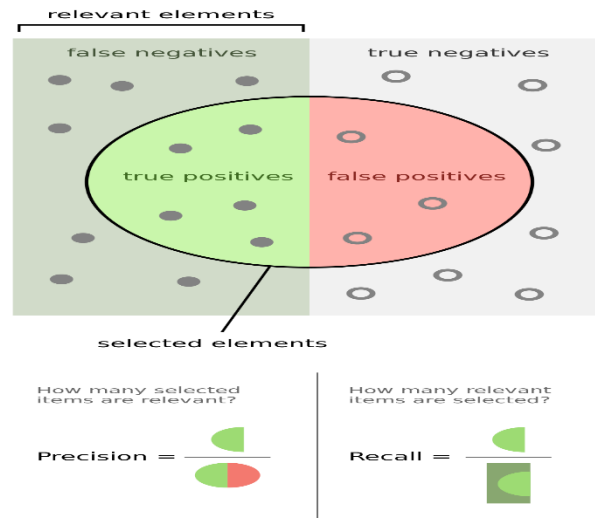 relevant elements
false negatives
true negatives
true positives
false positives
selected elements
How many selected
items are relevant?
Precision =
How many relevant
items are selected?
Recall =